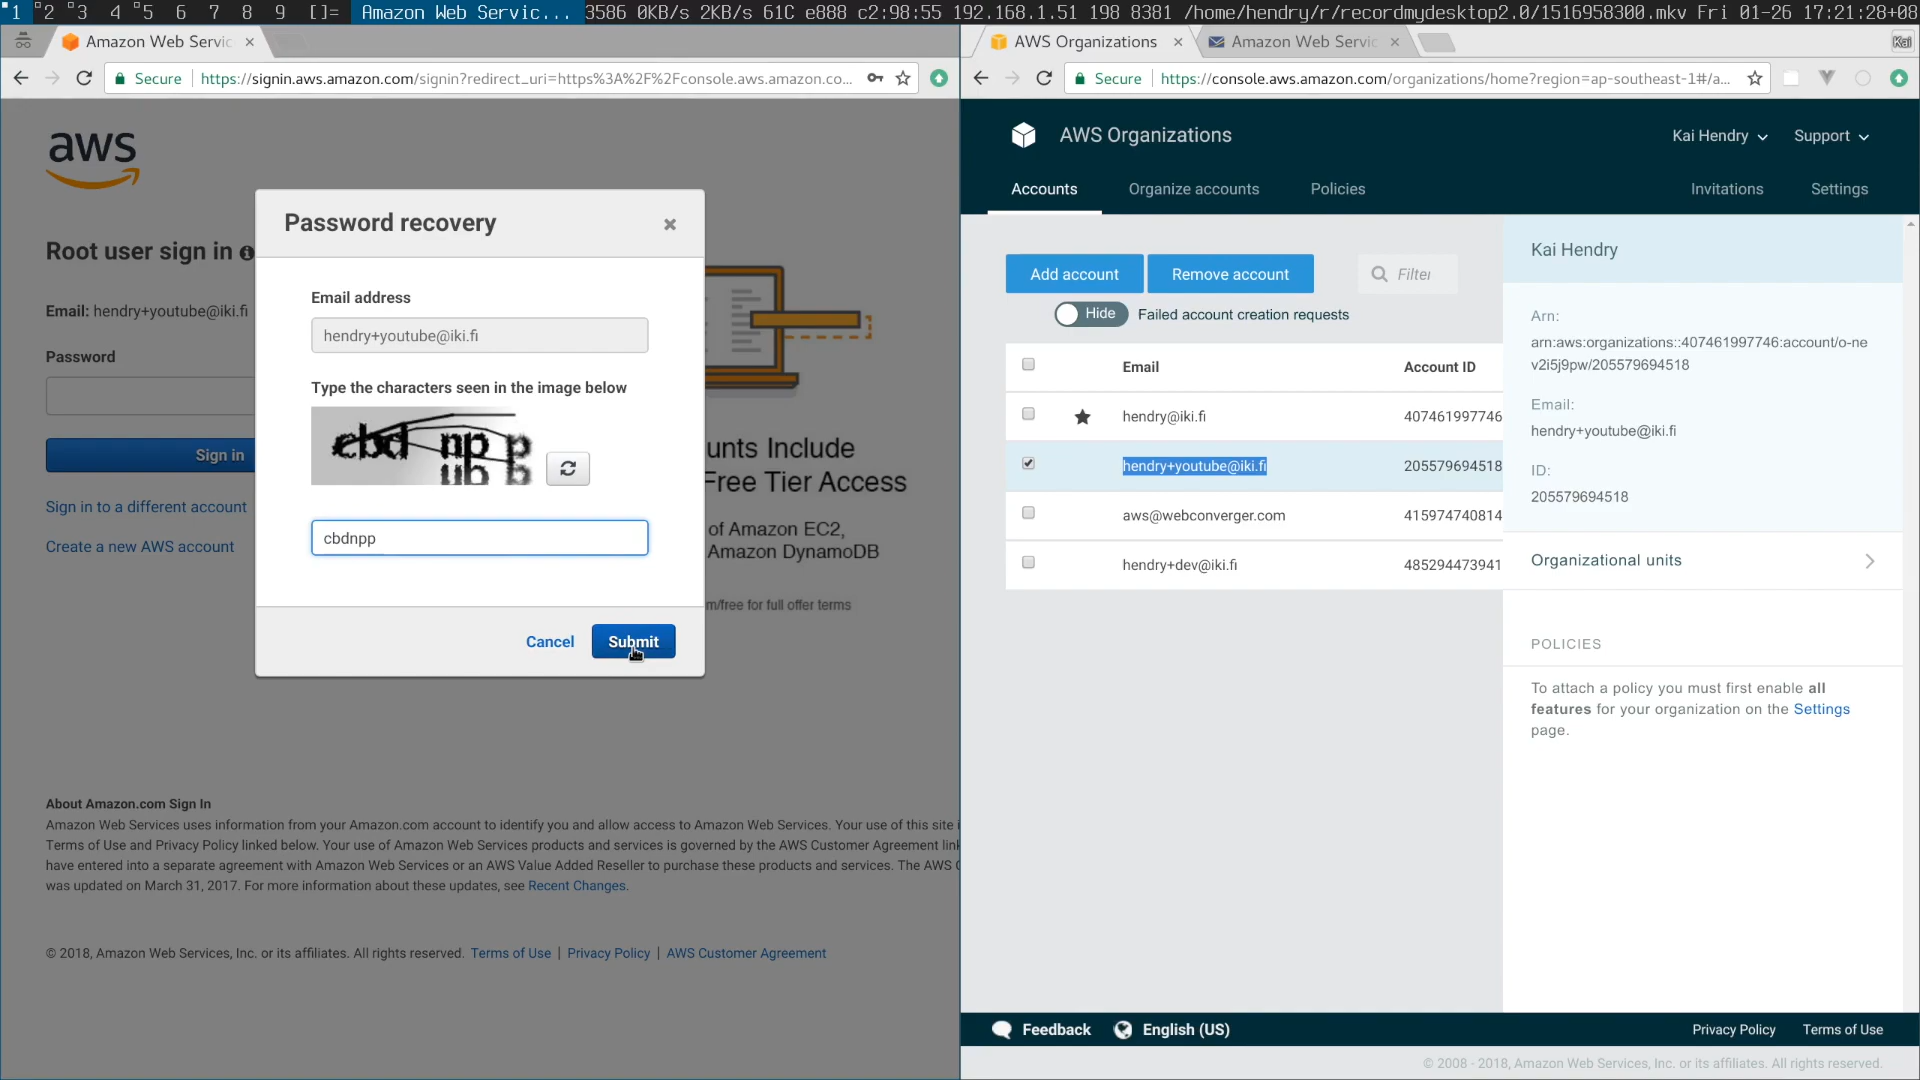 1 2 3 4 5 6 7 8 9 []= Amazon Web Servic... 3586 0KB/s 2KB/s 61C e888 c2:98:55 192.168.1.51 198 8381 /home/hendry/r/recordmydesktop2.0/1516958300.mkv Fri 01-26 17:21:28+08
Amazon Web Servic
Secure https://signin.aws.amazon.com/signin?redirect_uri=https%3A%2F%2Fconsole.aws.amazon.co...
aws
Root user sign in
Email: hendry+youtube@iki.fi
Password
Sign in
Sign in to a different account
Create a new AWS account
Password recovery
Email address
hendry+youtube@iki.fi
Type the characters seen in the image below
cbd np p
cbdnpp
Cancel Submit
unts Include
Free Tier Access
of Amazon EC2,
Amazon DynamoDB
m/free for full offer terms
About Amazon.com Sign In
Amazon Web Services uses information from your Amazon.com account to identify you and allow access to Amazon Web Services. Your use of this site i
Terms of Use and Privacy Policy linked below. Your use of Amazon Web Services products and services is governed by the AWS Customer Agreement link
have entered into a separate agreement with Amazon Web Services or an AWS Value Added Reseller to purchase these products and services. The AWS C
was updated on March 31, 2017. For more information about these updates, see Recent Changes.
© 2018, Amazon Web Services, Inc. or its affiliates. All rights reserved. Terms of Use | Privacy Policy | AWS Customer Agreement
AWS Organizations Amazon Web Servic Kai
Secure https://console.aws.amazon.com/organizations/home?region=ap-southeast-1#/a...
AWS Organizations Kai Hendry Support
Accounts Organize accounts Policies Invitations Settings
Add account Remove account Filter
Hide Failed account creation requests
Email Account ID
hendry@iki.fi 407461997746
hendry+youtube@iki.fi 205579694518
aws@webconverger.com 415974740814
hendry+dev@iki.fi 485294473941
Kai Hendry
Arn:
arn:aws:organizations::407461997746:account/o-ne
v2i5j9pw/205579694518
Email:
hendry+youtube@iki.fi
ID:
205579694518
Organizational units
POLICIES
To attach a policy you must first enable all
features for your organization on the Settings
page.
Feedback English (US) Privacy Policy Terms of Use
© 2008 - 2018, Amazon Web Services, Inc. or its affiliates. All rights reserved.